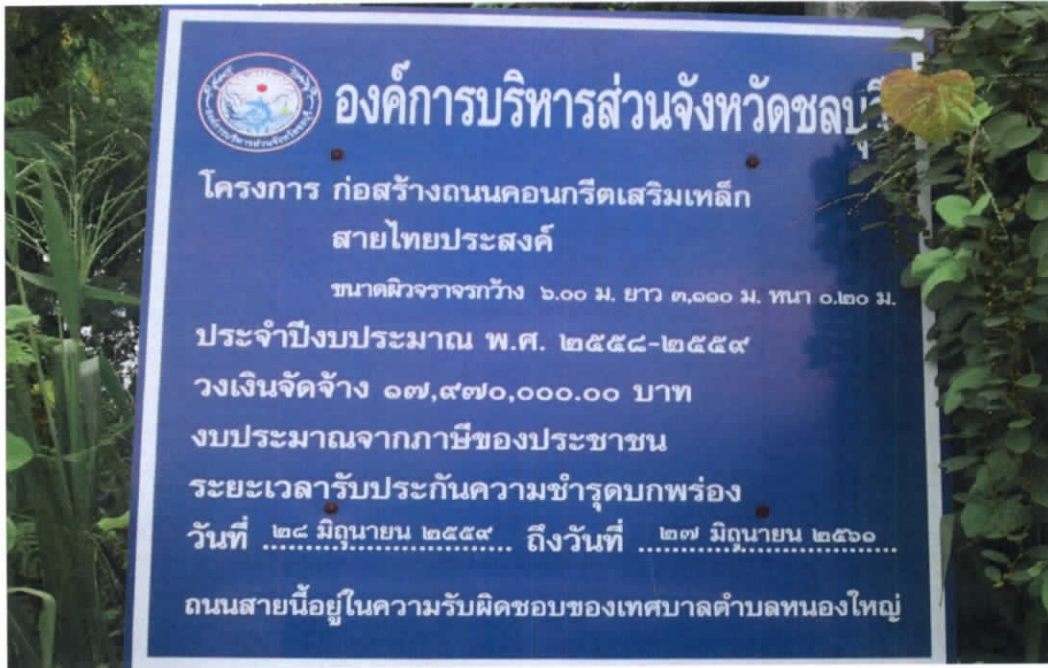 องค์การบริหารส่วนจังหวัดชลบุรี
โครงการ ก่อสร้างถนนคอนกรีตเสริมเหล็ก
สายไทยประสงค์
ขนาดผิวจราจรกว้าง ๖.๐๐ ม. ยาว ๓,๑๑๐ ม. หนา ๐.๒๐ ม.
ประจำปีงบประมาณ พ.ศ. ๒๕๕๘-๒๕๕๙
วงเงินจัดจ้าง ๑๗,๙๗๐,๐๐๐.๐๐ บาท
งบประมาณจากภาษีของประชาชน
ระยะเวลารับประกันความชำรุดบกพร่อง
วันที่ ๒๘ มิถุนายน ๒๕๕๙ ถึงวันที่ ๒๗ มิถุนายน ๒๕๖๑
ถนนสายนี้อยู่ในความรับผิดชอบของเทศบาลตำบลหนองใหญ่